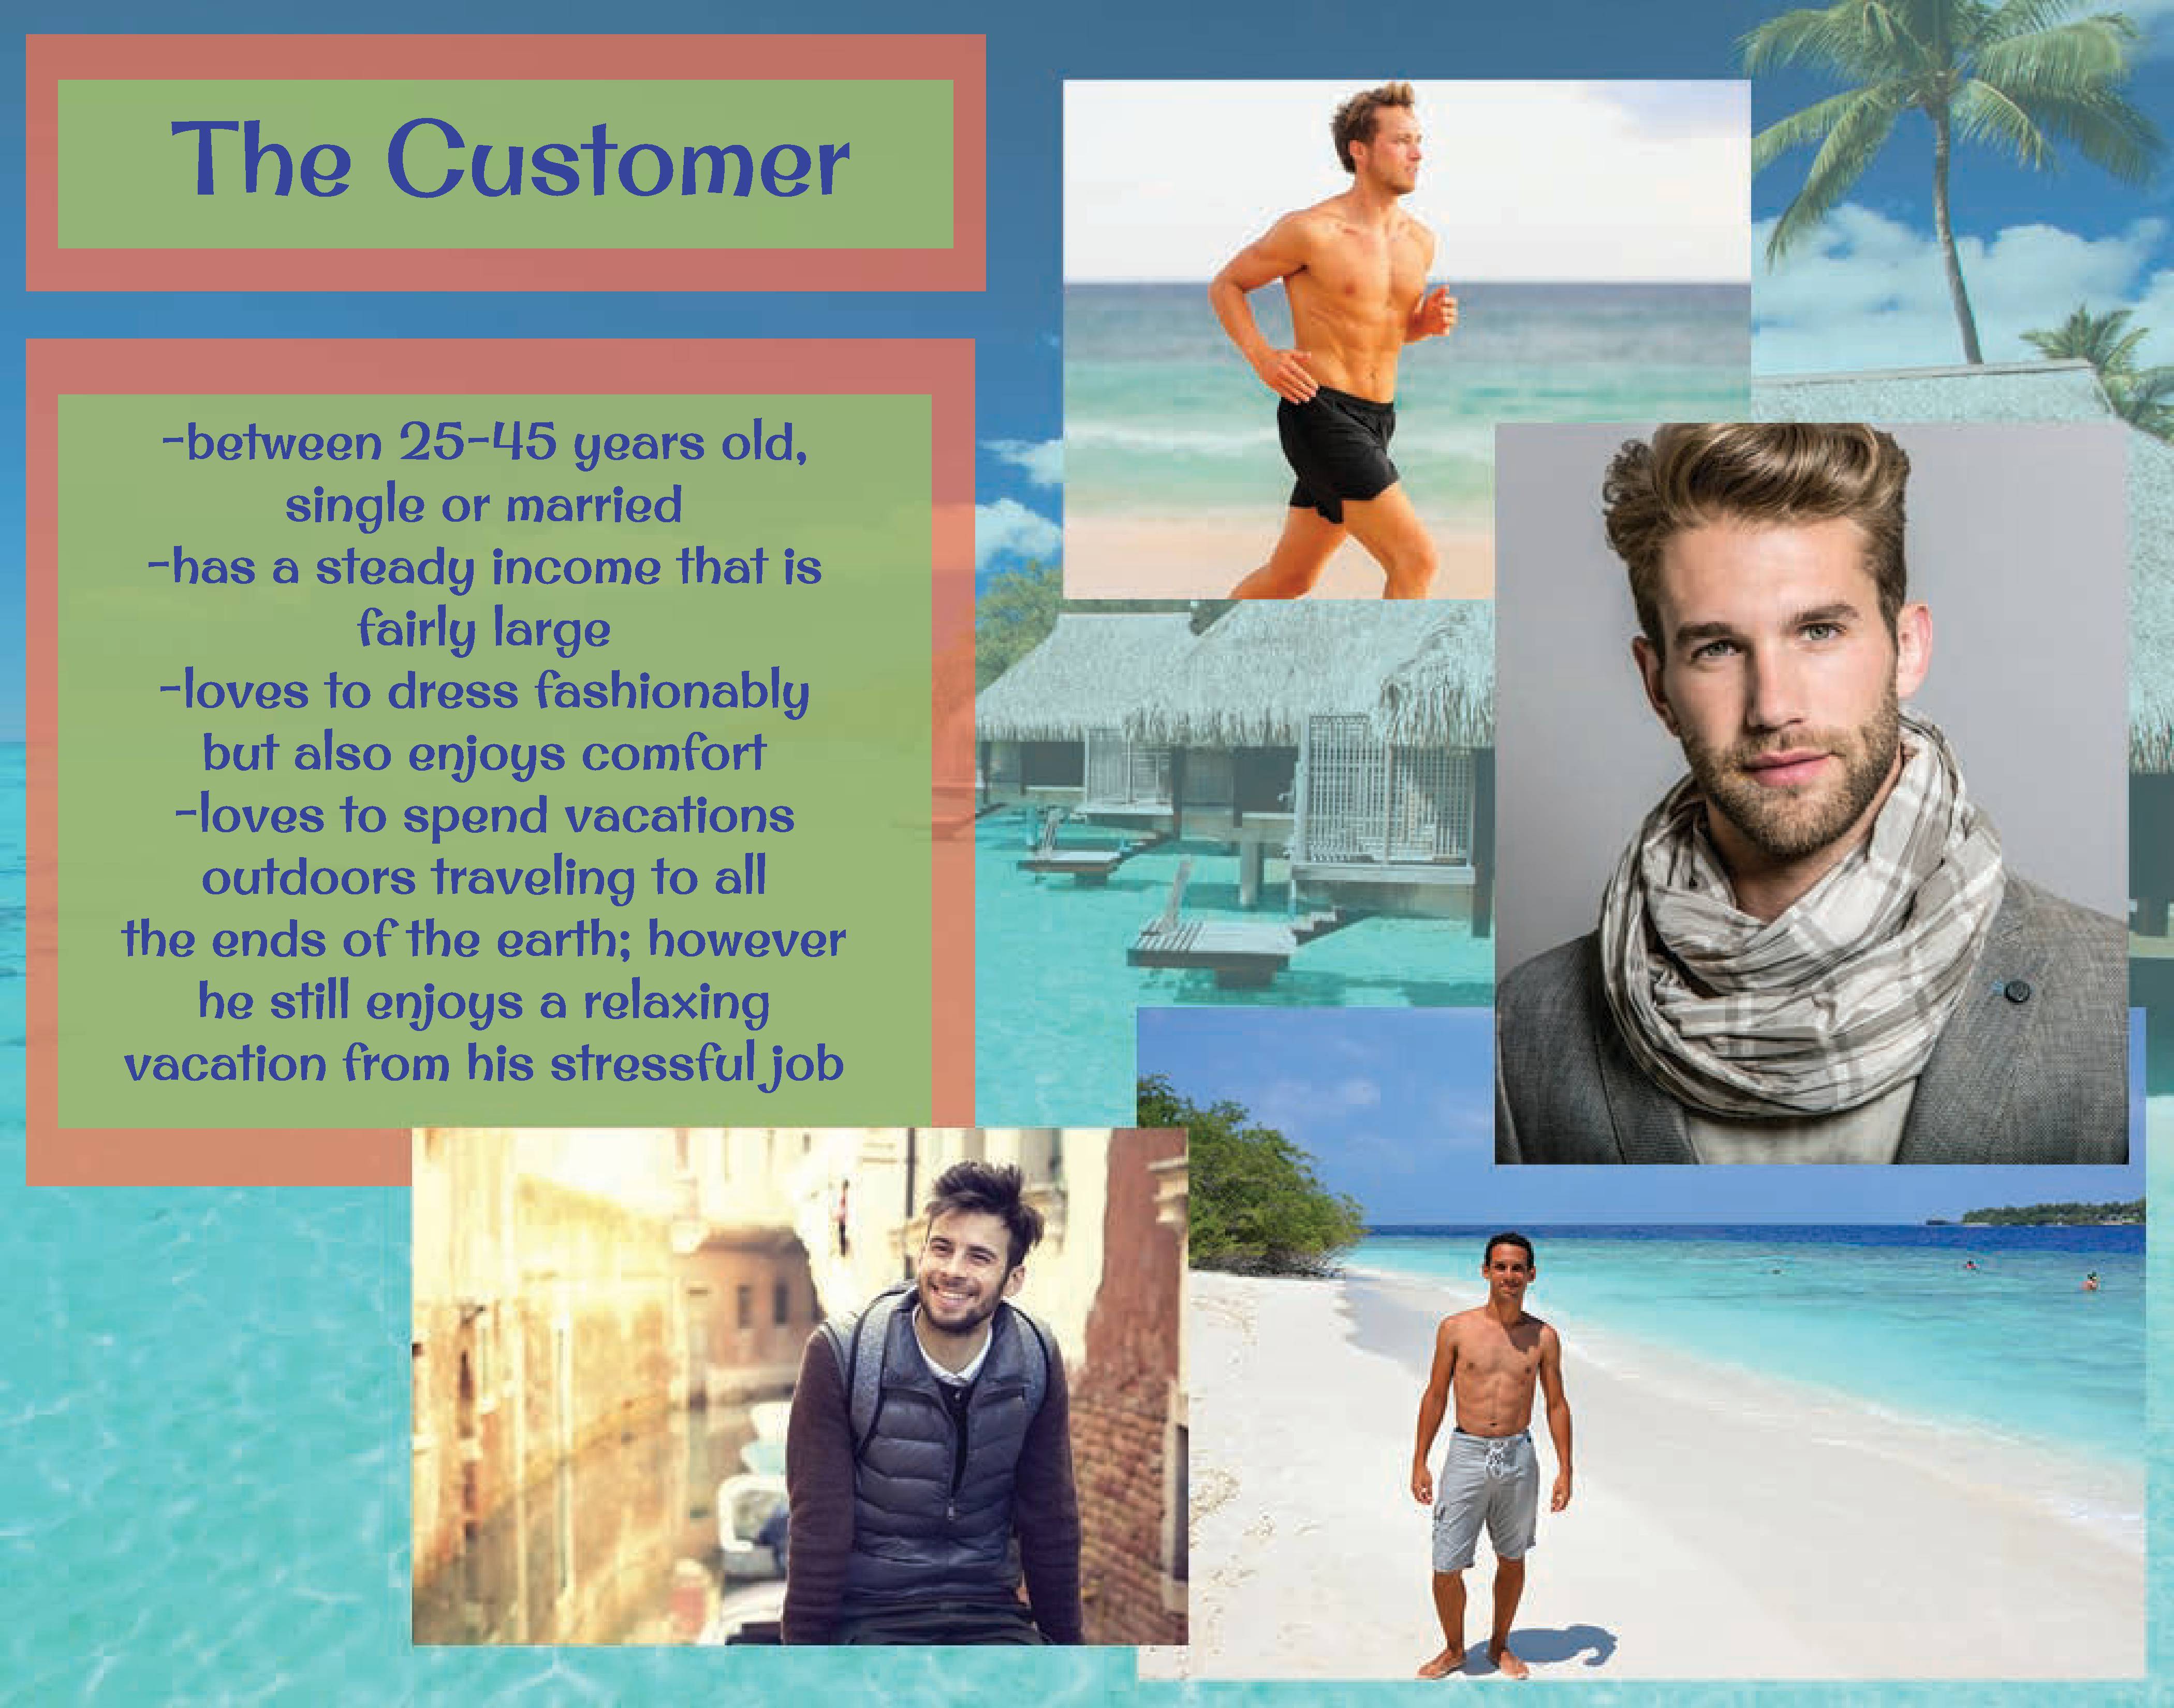 The Customer
-between 25-45 years old,
single or married
-has a steady income that is
fairly large
-loves to dress fashionably
but also enjoys comfort
-loves to spend vacations
outdoors traveling to all
the ends of the earth; however
he still enjoys a relaxing
vacation from his stressful job